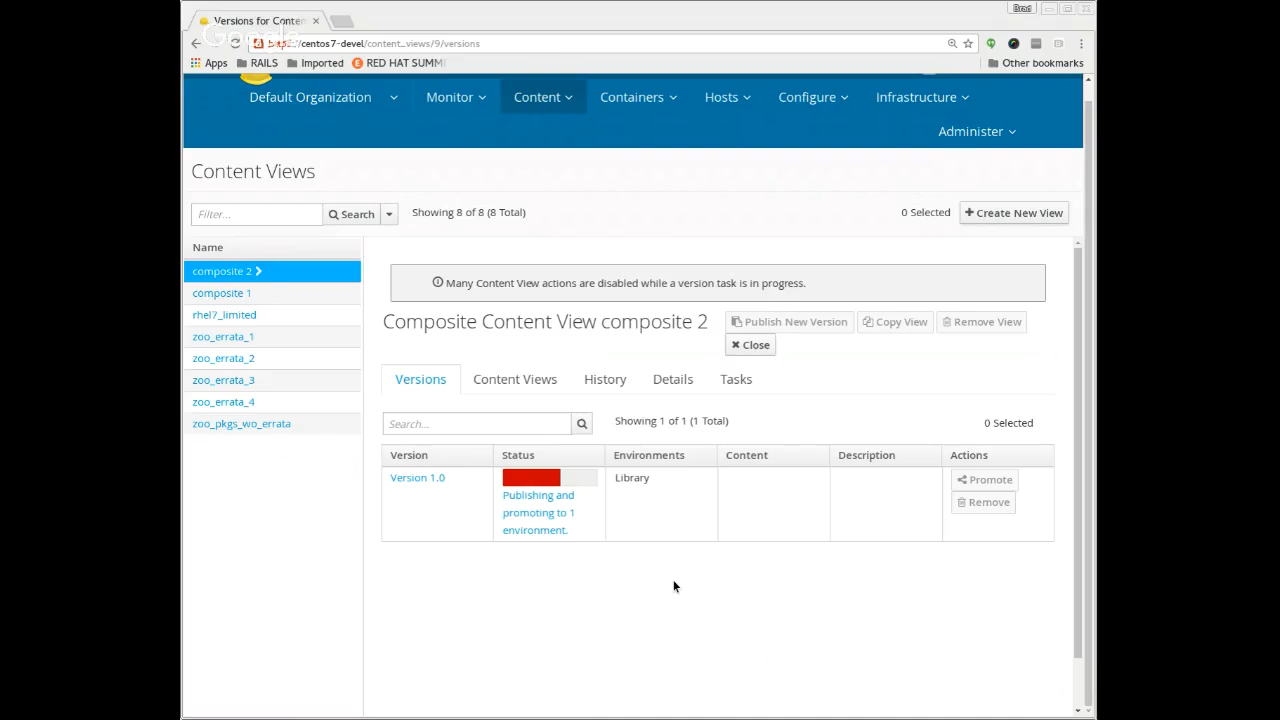 Versions for Conten
Brad
Google
https://centos7-devel/content_views/9/versions
Apps RAILS Imported RED HAT SUMM Other bookmarks
Default Organization Monitor Content Containers Hosts Configure Infrastructure
Administer
Content Views
Filter... Search Showing 8 of 8 (8 Total) 0 Selected + Create New View
Name
composite 2
composite 1
rhel7_limited
zoo_errata_1
zoo_errata_2
zoo_errata_3
zoo_errata_4
zoo_pkgs_wo_errata
Many Content View actions are disabled while a version task is in progress.
Composite Content View composite 2 Publish New Version Copy View Remove View
Close
Versions Content Views History Details Tasks
Search... Showing 1 of 1 (1 Total) 0 Selected
Version Status Environments Content Description Actions
Version 1.0 Library Promote
Publishing and
promoting to 1
environment.
Remove